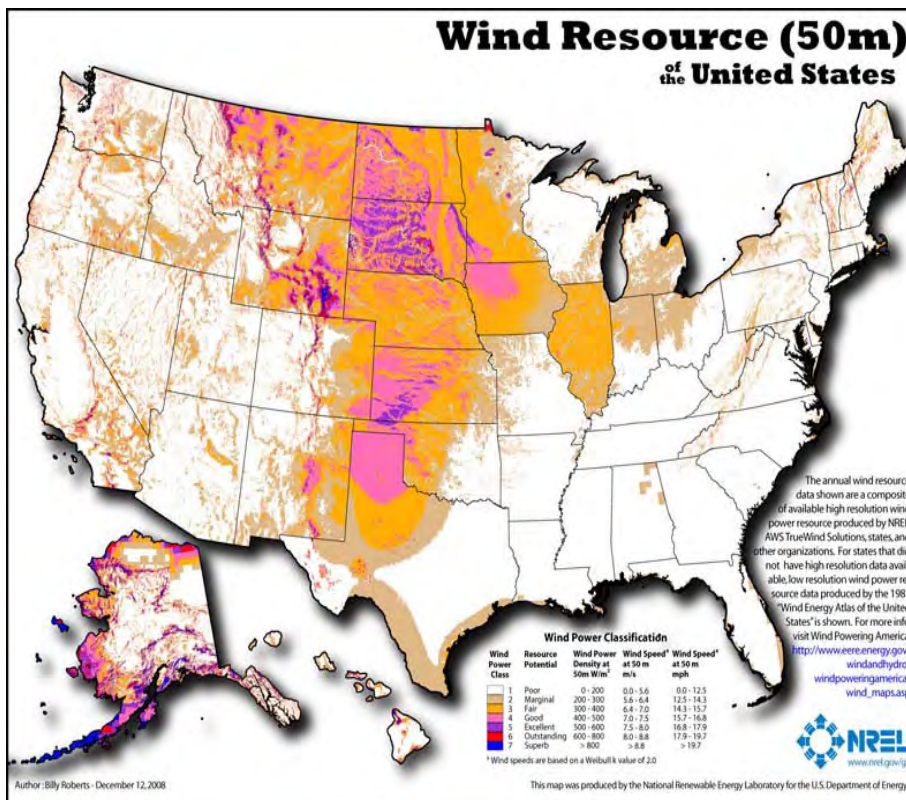 Wind Resource (50m)
of
the United States
The annual wind resource
data shown are a composite
of available high resolution wind
power resource produced by NREL
AWS TrueWind Solutions, states, and
other organizations. For states that did
not have high resolution data avail
able, low resolution wind power re
source data produced by the 198
"Wind Energy Atlas of the United
States" is shown. For more info
visit Wind Powering America
http://www.eere.energy.gov
windandhydro
windpoweringamerica
wind_maps.as
Wind Power Classification
Wind Power Class Resource Potential Wind Power Density at 50m W/m² Wind Speedᵃ at 50 m m/s Wind Speedᵃ at 50 m mph
1 Poor 0 - 200 0.0 - 5.6 0.0 - 12.5
2 Marginal 200 - 300 5.6 - 6.4 12.5 - 14.3
3 Fair 300 - 400 6.4 - 7.0 14.3 - 15.7
4 Good 400 - 500 7.0 - 7.5 15.7 - 16.8
5 Excellent 500 - 600 7.5 - 8.0 16.8 - 17.9
6 Outstanding 600 - 800 8.0 - 8.8 17.9 - 19.7
7 Superb > 800 > 8.8 > 19.7
ᵃ Wind speeds are based on a Weibull k value of 2.0
NREL
www.nrel.gov/g
Author : Billy Roberts - December 12, 2008
This map was produced by the National Renewable Energy Laboratory for the U.S. Department of Energy